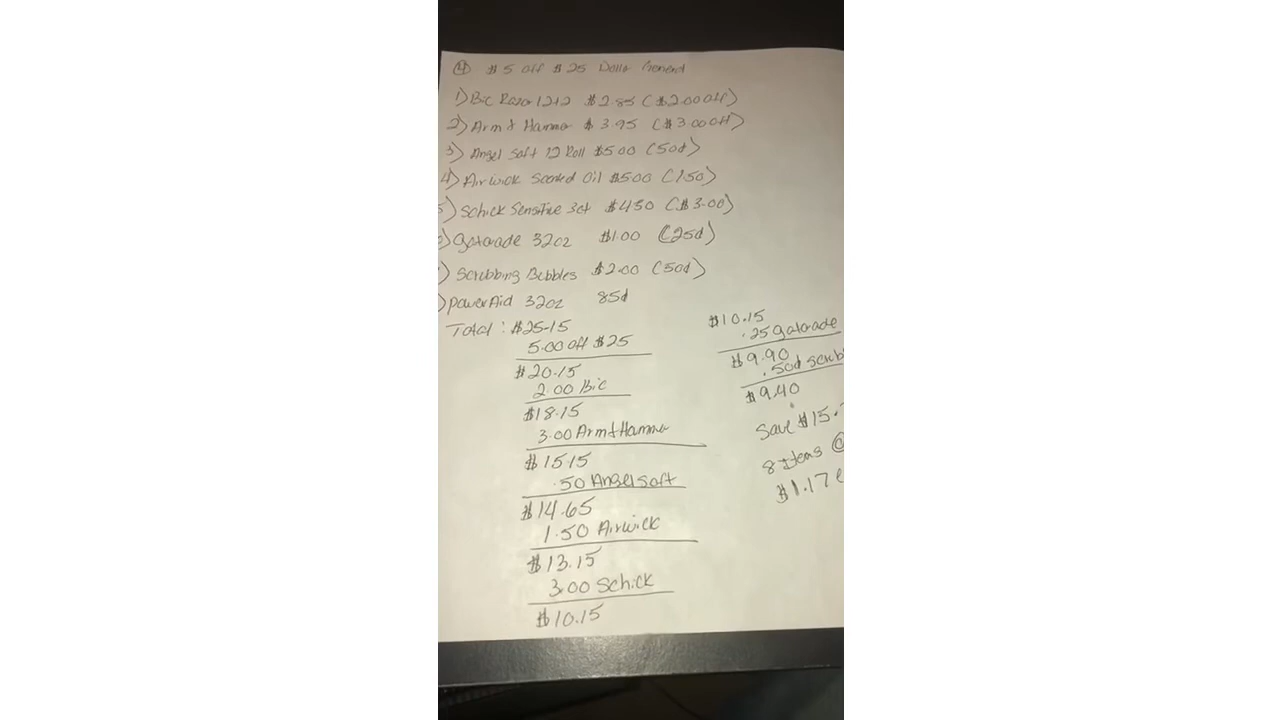 ④ $5 off $25 Dollar General
1) Bic Razor 12+2 $2.85 ($2.00 off)
2) Arm & Hammer $3.95 ($3.00 off)
3) Angel Soft 12 Roll $5.00 (50¢)
4) Airwick Scented Oil $5.00 (1.50)
5) Schick Sensitive 3ct $4.50 ($3.00)
) Gatorade 32oz $1.00 (25¢)
) Scrubbing Bubbles $2.00 (50¢)
) PowerAid 32oz 85¢
Total: $25.15
5.00 off $25
$20.15
2.00 Bic
$18.15
3.00 Arm & Hammer
$15.15
.50 Angel Soft
$14.65
1.50 Airwick
$13.15
3.00 Schick
$10.15
$10.15
.25 gatorade
$9.90
.50¢ Scrub
$9.40
Save $15.
8 Items @
$1.17 e